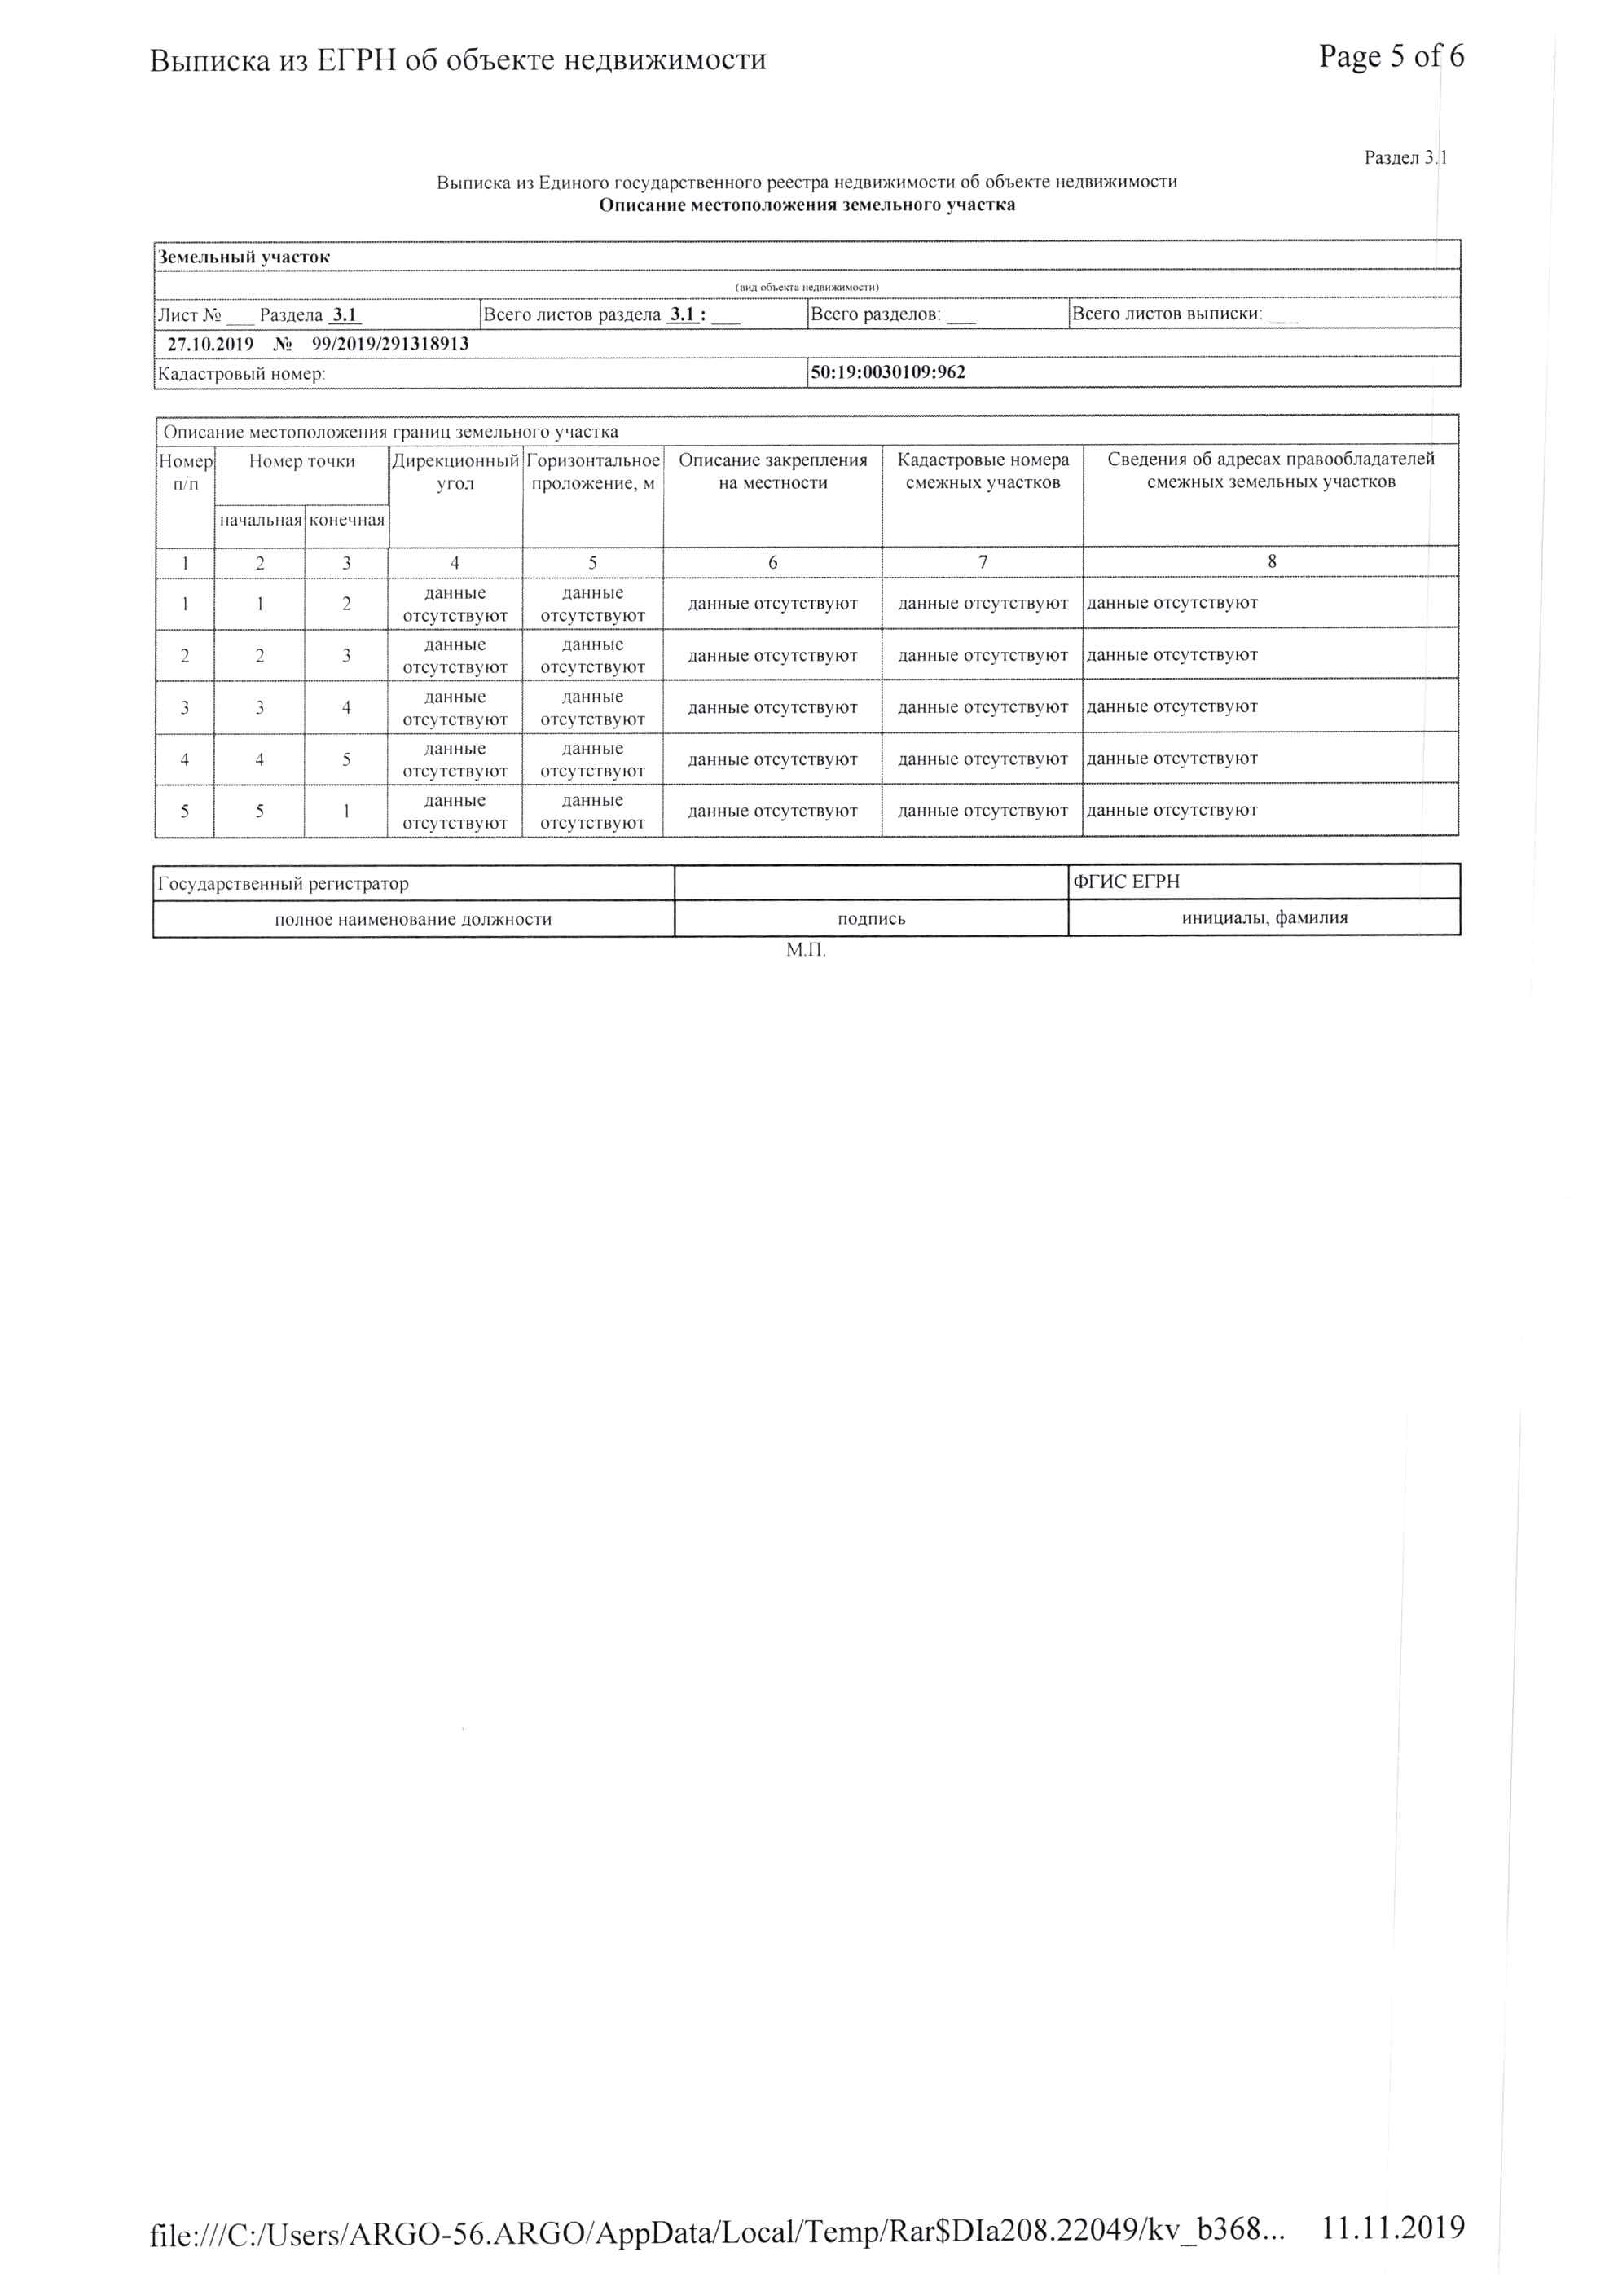 Выписка из ЕГРН об объекте недвижимости Page 5 of 6
Раздел 3.1
Выписка из Единого государственного реестра недвижимости об объекте недвижимости
Описание местоположения земельного участка
Земельный участок
(вид объекта недвижимости)
Лист № ___ Раздела 3.1 Всего листов раздела 3.1 : ___ Всего разделов: ___ Всего листов выписки: ___
27.10.2019 № 99/2019/291318913
Кадастровый номер: 50:19:0030109:962
Описание местоположения границ земельного участка
Номер Номер точки Дирекционный Горизонтальное Описание закрепления Кадастровые номера Сведения об адресах правообладателей
п/п угол проложение, м на местности смежных участков смежных земельных участков
начальная конечная
1 2 3 4 5 6 7 8
данные данные
1 1 2 отсутствуют отсутствуют данные отсутствуют данные отсутствуют данные отсутствуют
данные данные
2 2 3 отсутствуют отсутствуют данные отсутствуют данные отсутствуют данные отсутствуют
данные данные
3 3 4 отсутствуют отсутствуют данные отсутствуют данные отсутствуют данные отсутствуют
данные данные
4 4 5 отсутствуют отсутствуют данные отсутствуют данные отсутствуют данные отсутствуют
данные данные
5 5 1 отсутствуют отсутствуют данные отсутствуют данные отсутствуют данные отсутствуют
Государственный регистратор ФГИС ЕГРН
полное наименование должности подпись инициалы, фамилия
М.П.
file:///C:/Users/ARGO-56.ARGO/AppData/Local/Temp/Rar$DIa208.22049/kv_b368... 11.11.2019